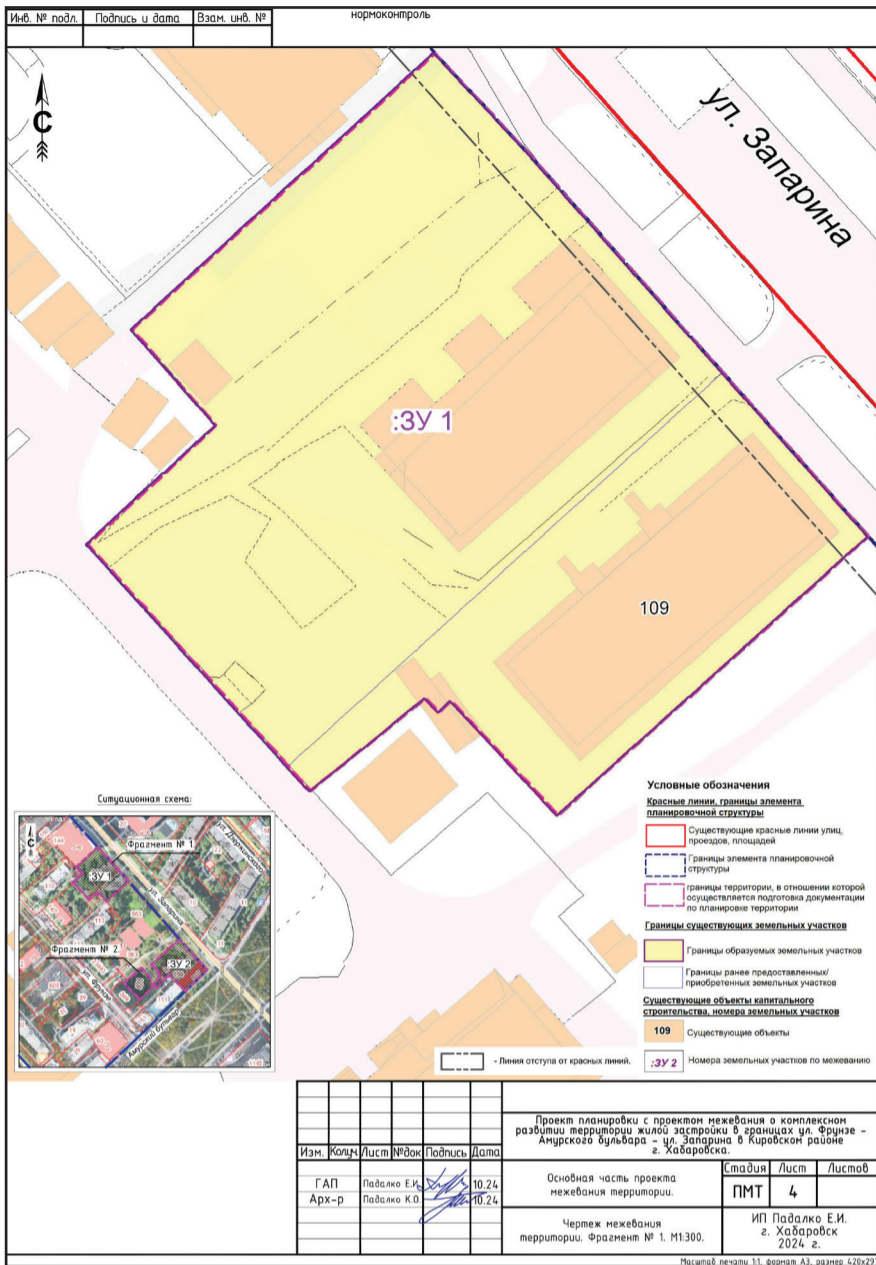 Инв. № подл.
Подпись и дата
Взам. инв. №
нормоконтроль
С
ул. Запарина
:ЗУ 1
109
Ситуационная схема:
С
Фрагмент № 1
ул. Дзержинского
:ЗУ 1
ул. Запарина
Фрагмент № 2
:ЗУ 2
ул. Фрунзе
Амурский бульвар
Условные обозначения
Красные линии, границы элемента
планировочной структуры
Существующие красные линии улиц,
проездов, площадей
Границы элемента планировочной
структуры
границы территории, в отношении которой
осуществляется подготовка документации
по планировке территории
Границы существующих земельных участков
Границы образуемых земельных участков
Границы ранее предоставленных/
приобретенных земельных участков
Существующие объекты капитального
строительства, номера земельных участков
109
Существующие объекты
:ЗУ 2
Номера земельных участков по межеванию
- Линия отступа от красных линий.
Изм.
Колуч
Лист
№док
Подпись
Дата
ГАП
Падалко Е.И.
10.24
Арх-р
Падалко К.О.
10.24
Проект планировки с проектом межевания о комплексном
развитии территории жилой застройки в границах ул. Фрунзе –
Амурского бульвара – ул. Запарина в Кировском районе
г. Хабаровска.
Основная часть проекта
межевания территории.
Стадия
Лист
Листов
ПМТ
4
Чертеж межевания
территории. Фрагмент № 1. М1:300.
ИП Падалко Е.И.
г. Хабаровск
2024 г.
Масштаб печати 1:1, формат А3, размер 420x297